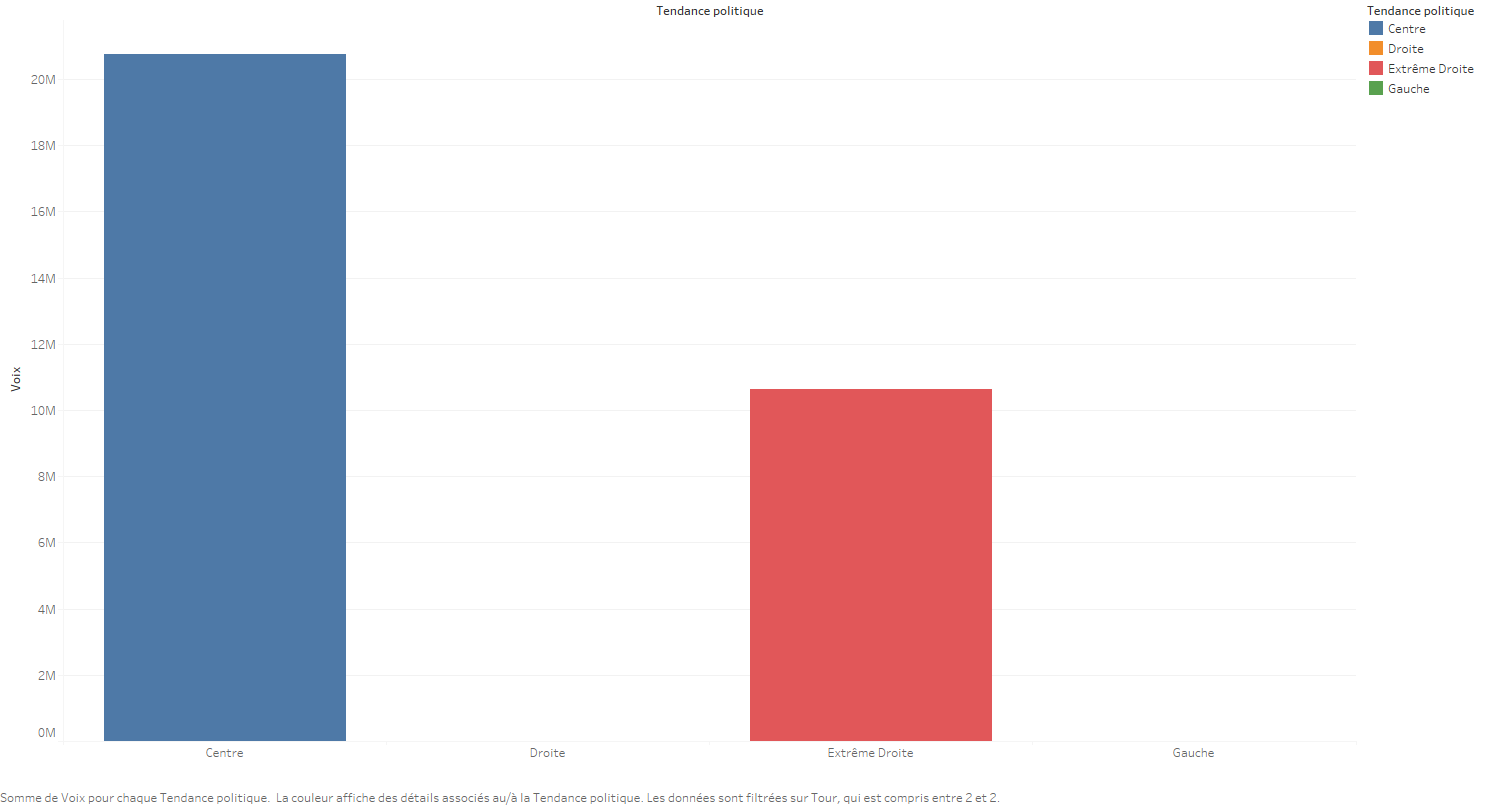 Tendance politique
Tendance politique
Centre
Droite
Extrême Droite
Gauche
20M
18M
16M
14M
12M
Voix
10M
8M
6M
4M
2M
0M
Centre Droite Extrême Droite Gauche
Somme de Voix pour chaque Tendance politique.  La couleur affiche des détails associés au/à la Tendance politique. Les données sont filtrées sur Tour, qui est compris entre 2 et 2.